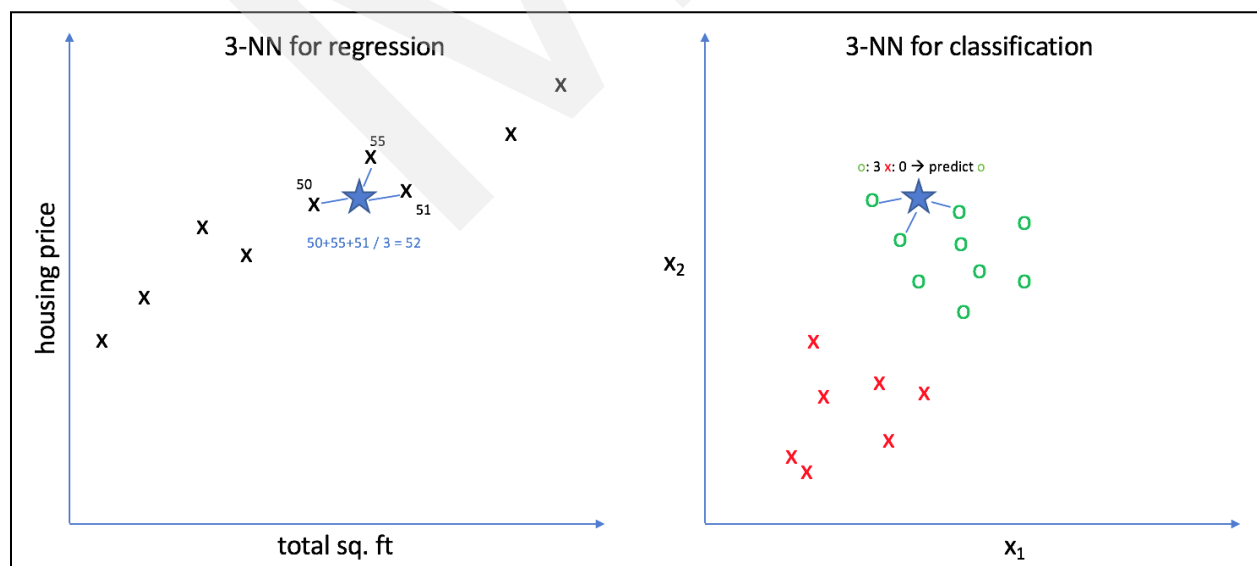 3-NN for regression
55
50
51
50+55+51 / 3 = 52
housing price
total sq. ft
3-NN for classification
o: 3 x: 0 → predict o
x₂
x₁